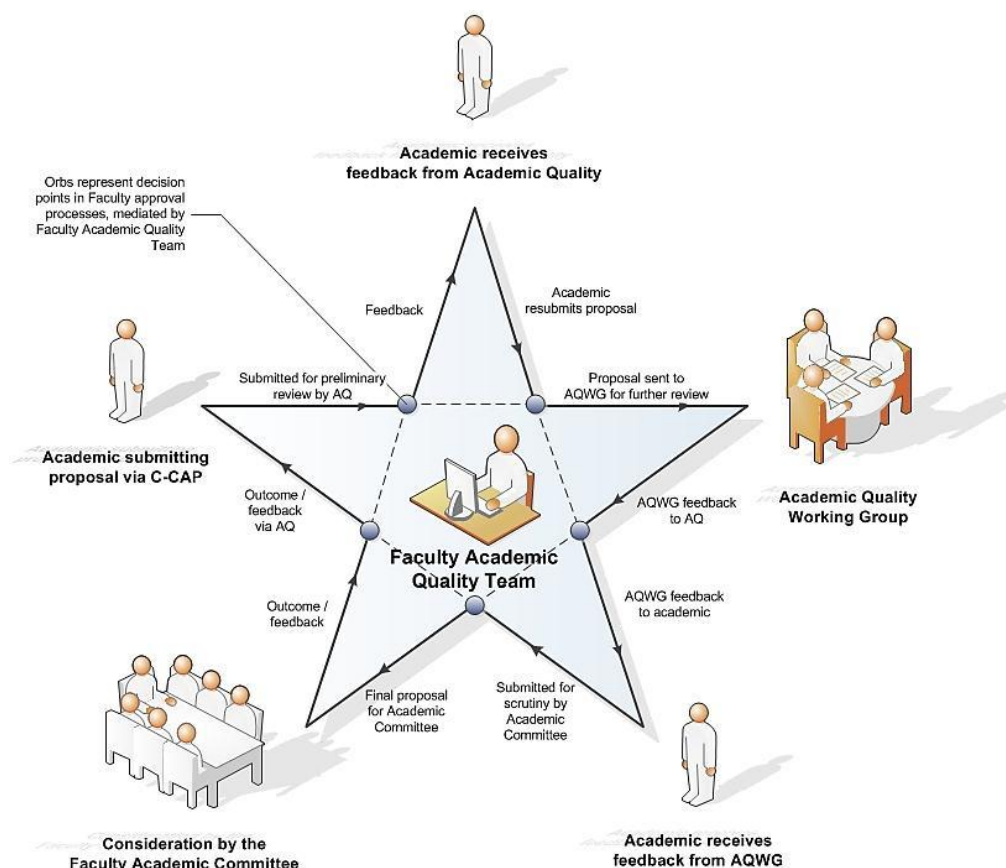 Academic receives
feedback from Academic Quality
Orbs represent decision
points in Faculty approval
processes, mediated by
Faculty Academic Quality
Team
Feedback
Academic
resubmits proposal
Submitted for preliminary
review by AQ
Proposal sent to
AQWG for further review
Academic submitting
proposal via C-CAP
Academic Quality
Working Group
Outcome /
feedback
via AQ
AQWG feedback
to AQ
Faculty Academic
Quality Team
Outcome /
feedback
AQWG feedback
to academic
Final proposal
for Academic
Committee
Submitted for
scrutiny by
Academic
Committee
Consideration by the
Faculty Academic Committee
Academic receives
feedback from AQWG